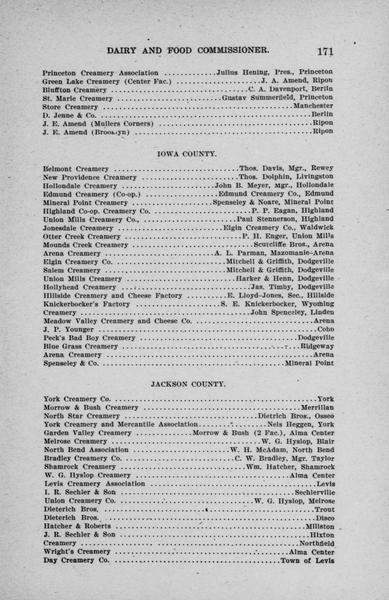 DAIRY AND FOOD COMMISSIONER. 171
Princeton Creamery Association ............Julius Hening, Pres., Princeton
Green Lake Creamery (Center Fac.) .....................J. A. Amend, Ripon
Bluffton Creamery ...............................C. A. Davenport, Berlin
St. Marie Creamery ........................Gustav Summerfield, Princeton
Store Creamery ..............................................Manchester
D. Jenne & Co. ...................................................Berlin
J. E. Amend (Mullers Corners) ....................................Ripon
J. E. Amend (Brooklyn) ...........................................Ripon
IOWA COUNTY.
Belmont Creamery ...........................Thos. Davis, Mgr., Rewey
New Providence Creamery ....................Thos. Dolphin, Livingston
Hollondale Creamery ...................John B. Meyer, Mgr., Hollondale
Edmund Creamery (Co-op.) ..............Edmund Creamery Co., Edmund
Mineral Point Creamery ..............Spenseley & Noare, Mineral Point
Highland Co-op. Creamery Co. ....................P. P. Eagan, Highland
Union Mills Creamery Co., ..................Paul Stennerson, Highland
Jonesdale Creamery ........................Elgin Creamery Co., Waldwick
Otter Creek Creamery ........................P. H. Enger, Union Mills
Mounds Creek Creamery ..........................Scutcliffe Bros., Arena
Arena Creamery ........................A. L. Parman, Mazomanie-Arena
Elgin Creamery Co. ......................Mitchell & Griffith, Dodgeville
Salem Creamery ..........................Mitchell & Griffith, Dodgeville
Union Mills Creamery ......................Harker & Henn, Dodgeville
Hollyhead Creamery ..........................Jas. Timby, Dodgeville
Hillside Creamery and Cheese Factory .........E. Lloyd-Jones, Sec., Hillside
Knickerbocker's Factory ................S. E. Knickerbocker, Wyoming
Creamery ....................................John Spenceley, Linden
Meadow Valley Creamery and Cheese Co. ..............................Arena
J. P. Younger .....................................................Cobo
Peck's Bad Boy Creamery ......................................Dodgeville
Blue Grass Creamery ...........................................Ridgeway
Arena Creamery ...................................................Arena
Spenseley & Co. ..........................................Mineral Point
JACKSON COUNTY.
York Creamery Co. .................................................York
Morrow & Bush Creamery .......................................Merrillan
North Star Creamery ............................Dietrich Bros., Osseo
York Creamery and Mercantile Association.............Nels Heggen, York
Garden Valley Creamery.............Morrow & Bush (2 Fac.), Alma Center
Melrose Creamery ..............................W. G. Hyslop, Blair
North Bend Association ...................W. H. McAdam, North Bend
Bradley Creamery Co. .....................C. W. Bradley, Mgr. Taylor
Shamrock Creamery .........................Wm. Hatcher, Shamrock
W. G. Hyslop Creamery ......................................Alma Center
Levis Creamery Association .......................................Levis
I. R. Sechler & Son ........................................Sechlerville
Union Creamery Co. .........................W. G. Hyslop, Melrose
Dieterich Bros. ..................................................Trout
Dieterich Bros. ..................................................Disco
Hatcher & Roberts .............................................Millston
J. R. Sechler & Son .............................................Hixton
Creamery ....................................................Northfield
Wright's Creamery ..........................................Alma Center
Day Creamery Co. .........................................Town of Levis